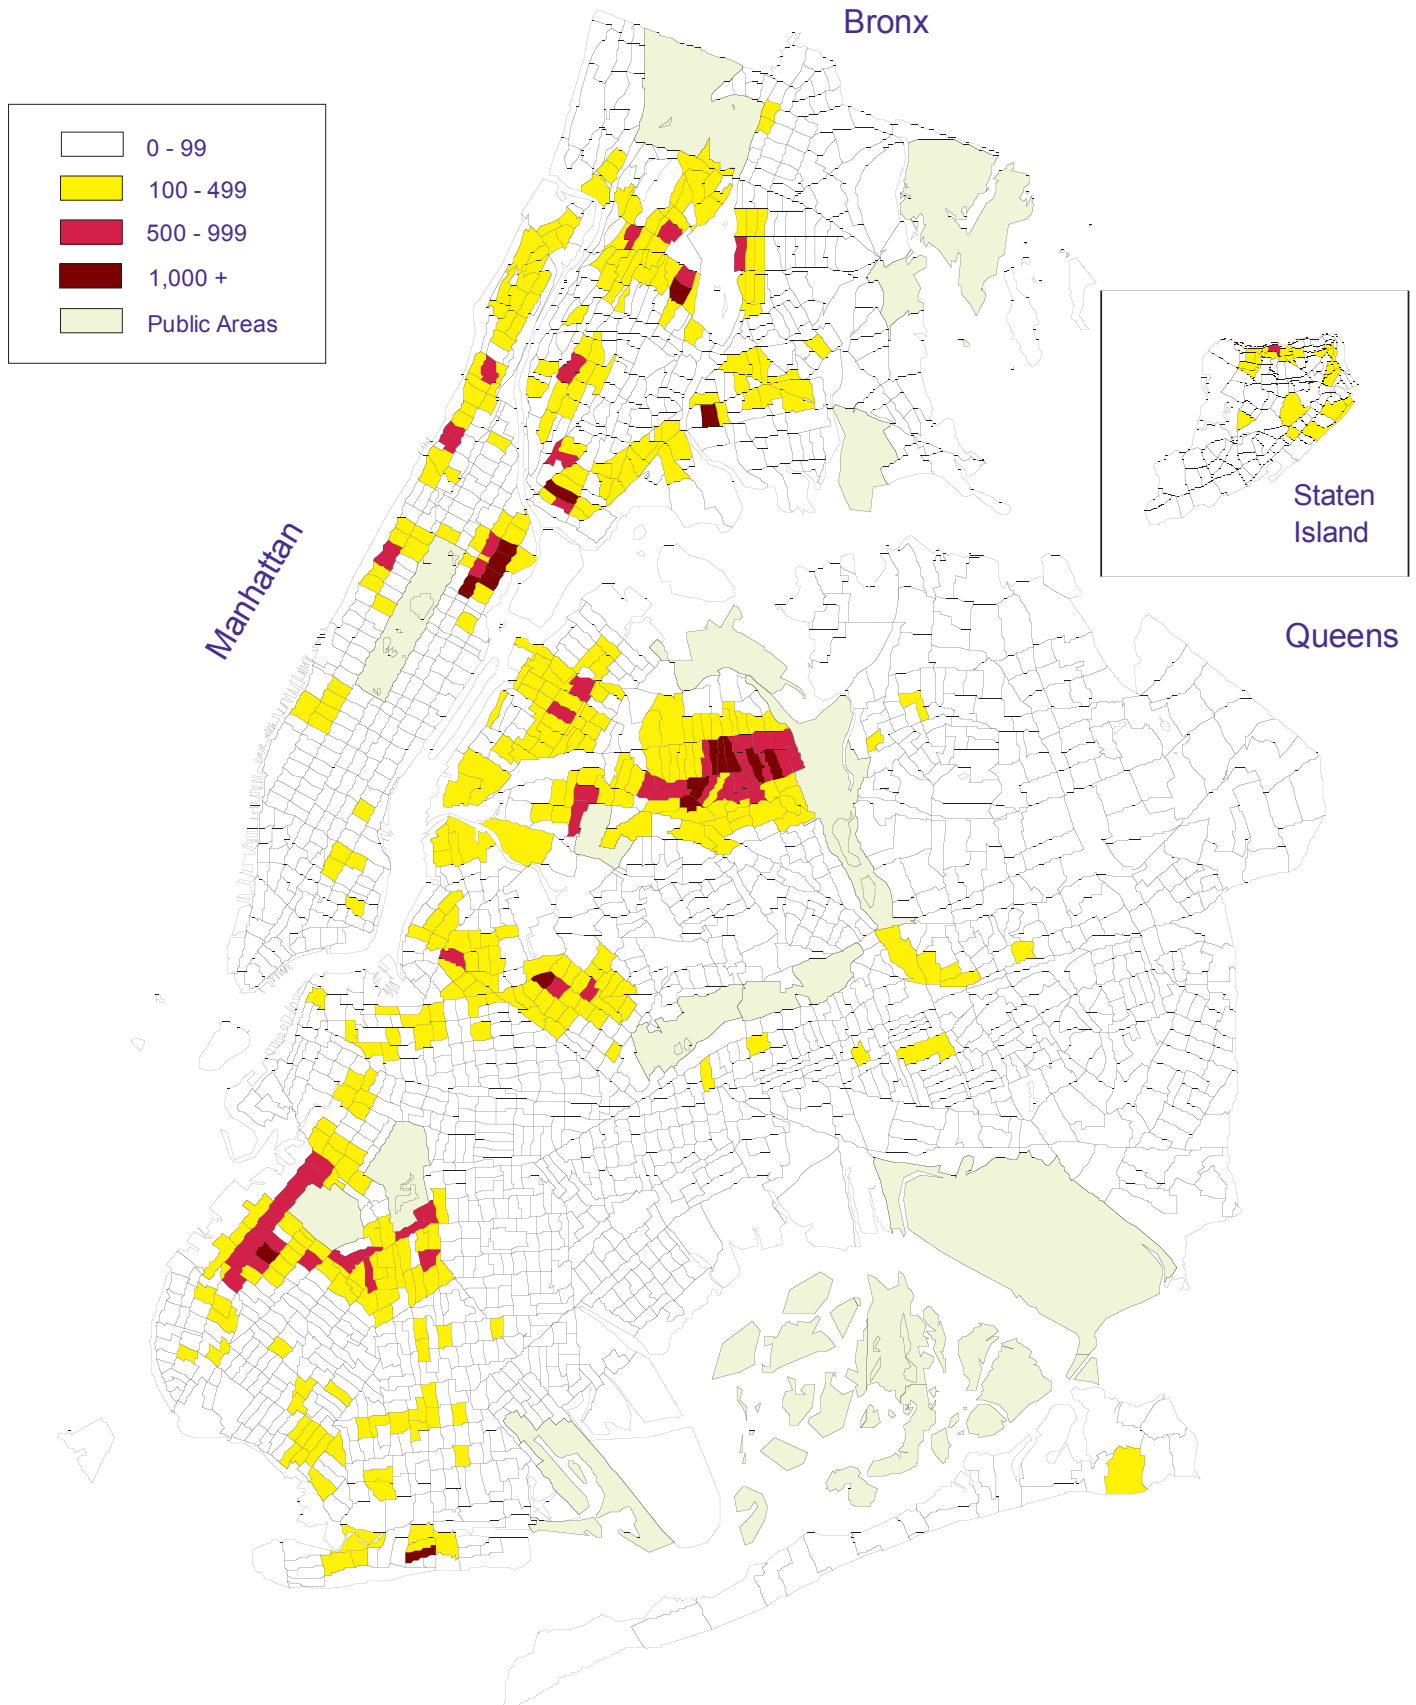 Bronx
0 - 99
100 - 499
500 - 999
1,000 +
Public Areas
Manhattan
Staten
Island
Queens